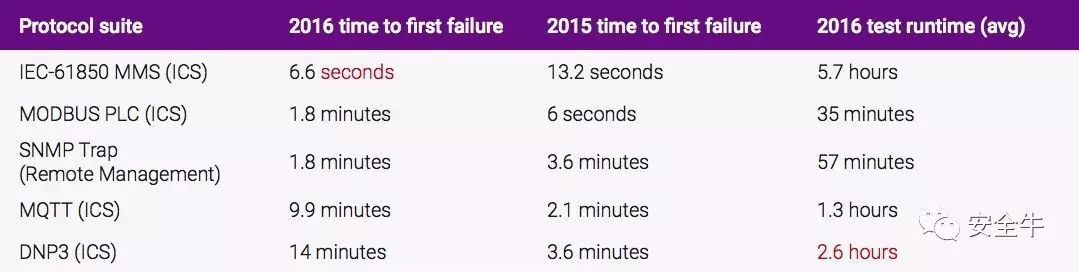 Protocol suite 2016 time to first failure 2015 time to first failure 2016 test runtime (avg)
IEC-61850 MMS (ICS) 6.6 seconds 13.2 seconds 5.7 hours
MODBUS PLC (ICS) 1.8 minutes 6 seconds 35 minutes
SNMP Trap
(Remote Management) 1.8 minutes 3.6 minutes 57 minutes
MQTT (ICS) 9.9 minutes 2.1 minutes 1.3 hours
DNP3 (ICS) 14 minutes 3.6 minutes 2.6 hours
安全牛